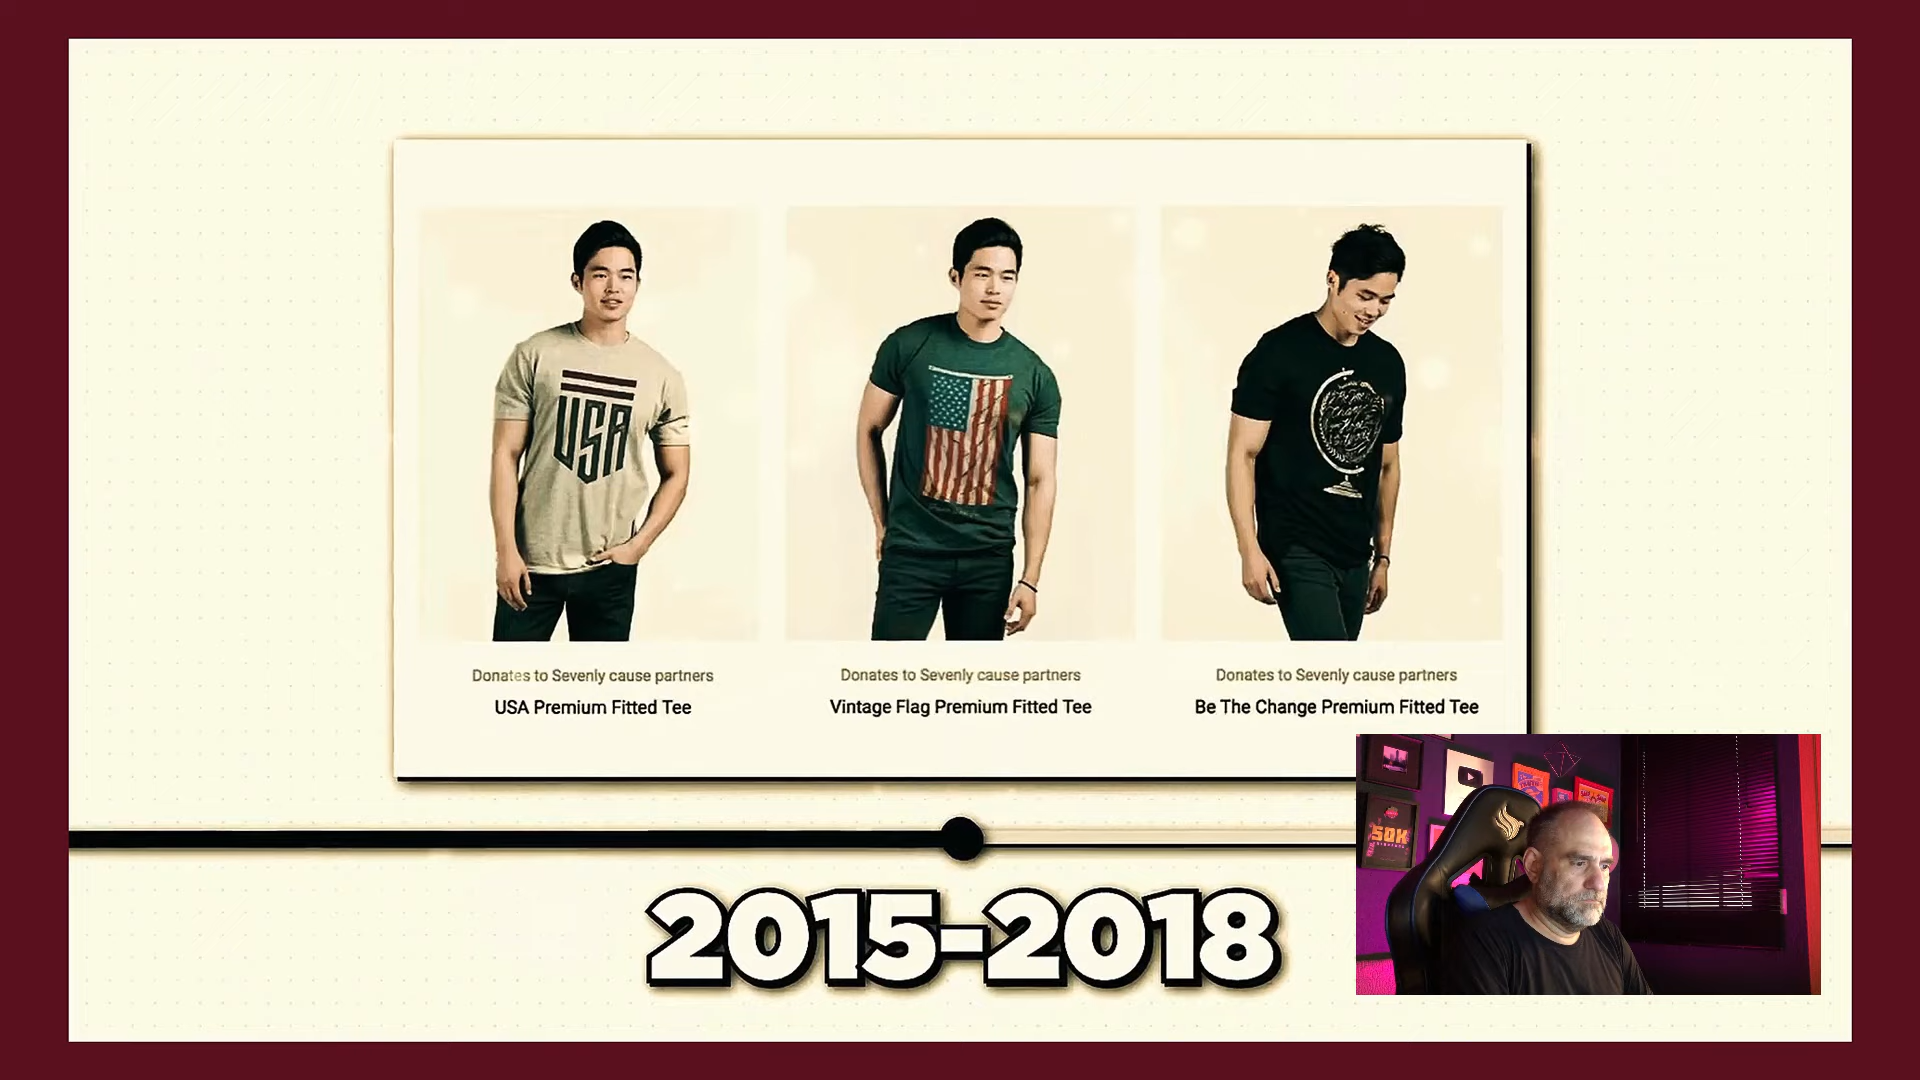 USA
Donates to Sevenly cause partners
USA Premium Fitted Tee
Donates to Sevenly cause partners
Vintage Flag Premium Fitted Tee
Donates to Sevenly cause partners
Be The Change Premium Fitted Tee
50K
2015-2018